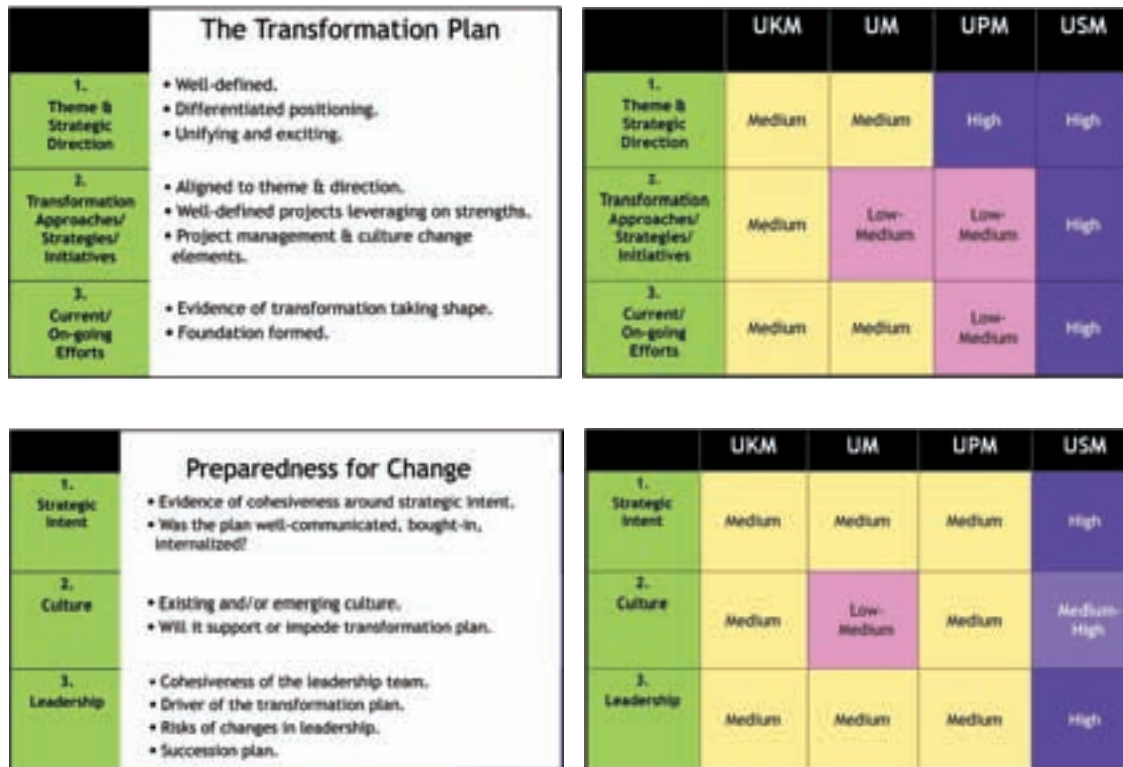 The Transformation Plan
1.
Theme &
Strategic
Direction
• Well-defined.
• Differentiated positioning.
• Unifying and exciting.
2.
Transformation
Approaches/
Strategies/
Initiatives
• Aligned to theme & direction.
• Well-defined projects leveraging on strengths.
• Project management & culture change
elements.
3.
Current/
On-going
Efforts
• Evidence of transformation taking shape.
• Foundation formed.
UKM UM UPM USM
1.
Theme &
Strategic
Direction
Medium Medium High High
2.
Transformation
Approaches/
Strategies/
Initiatives
Medium
Low-
Medium
Low-
Medium
High
3.
Current/
On-going
Efforts
Medium Medium
Low-
Medium
High
Preparedness for Change
1.
Strategic
Intent
• Evidence of cohesiveness around strategic intent.
• Was the plan well-communicated, bought-in,
internalized?
2.
Culture
• Existing and/or emerging culture.
• Will it support or impede transformation plan.
3.
Leadership
• Cohesiveness of the leadership team.
• Driver of the transformation plan.
• Risks of changes in leadership.
• Succession plan.
UKM UM UPM USM
1.
Strategic
Intent
Medium Medium Medium High
2.
Culture
Medium
Low-
Medium
Medium
Medium-
High
3.
Leadership
Medium Medium Medium High